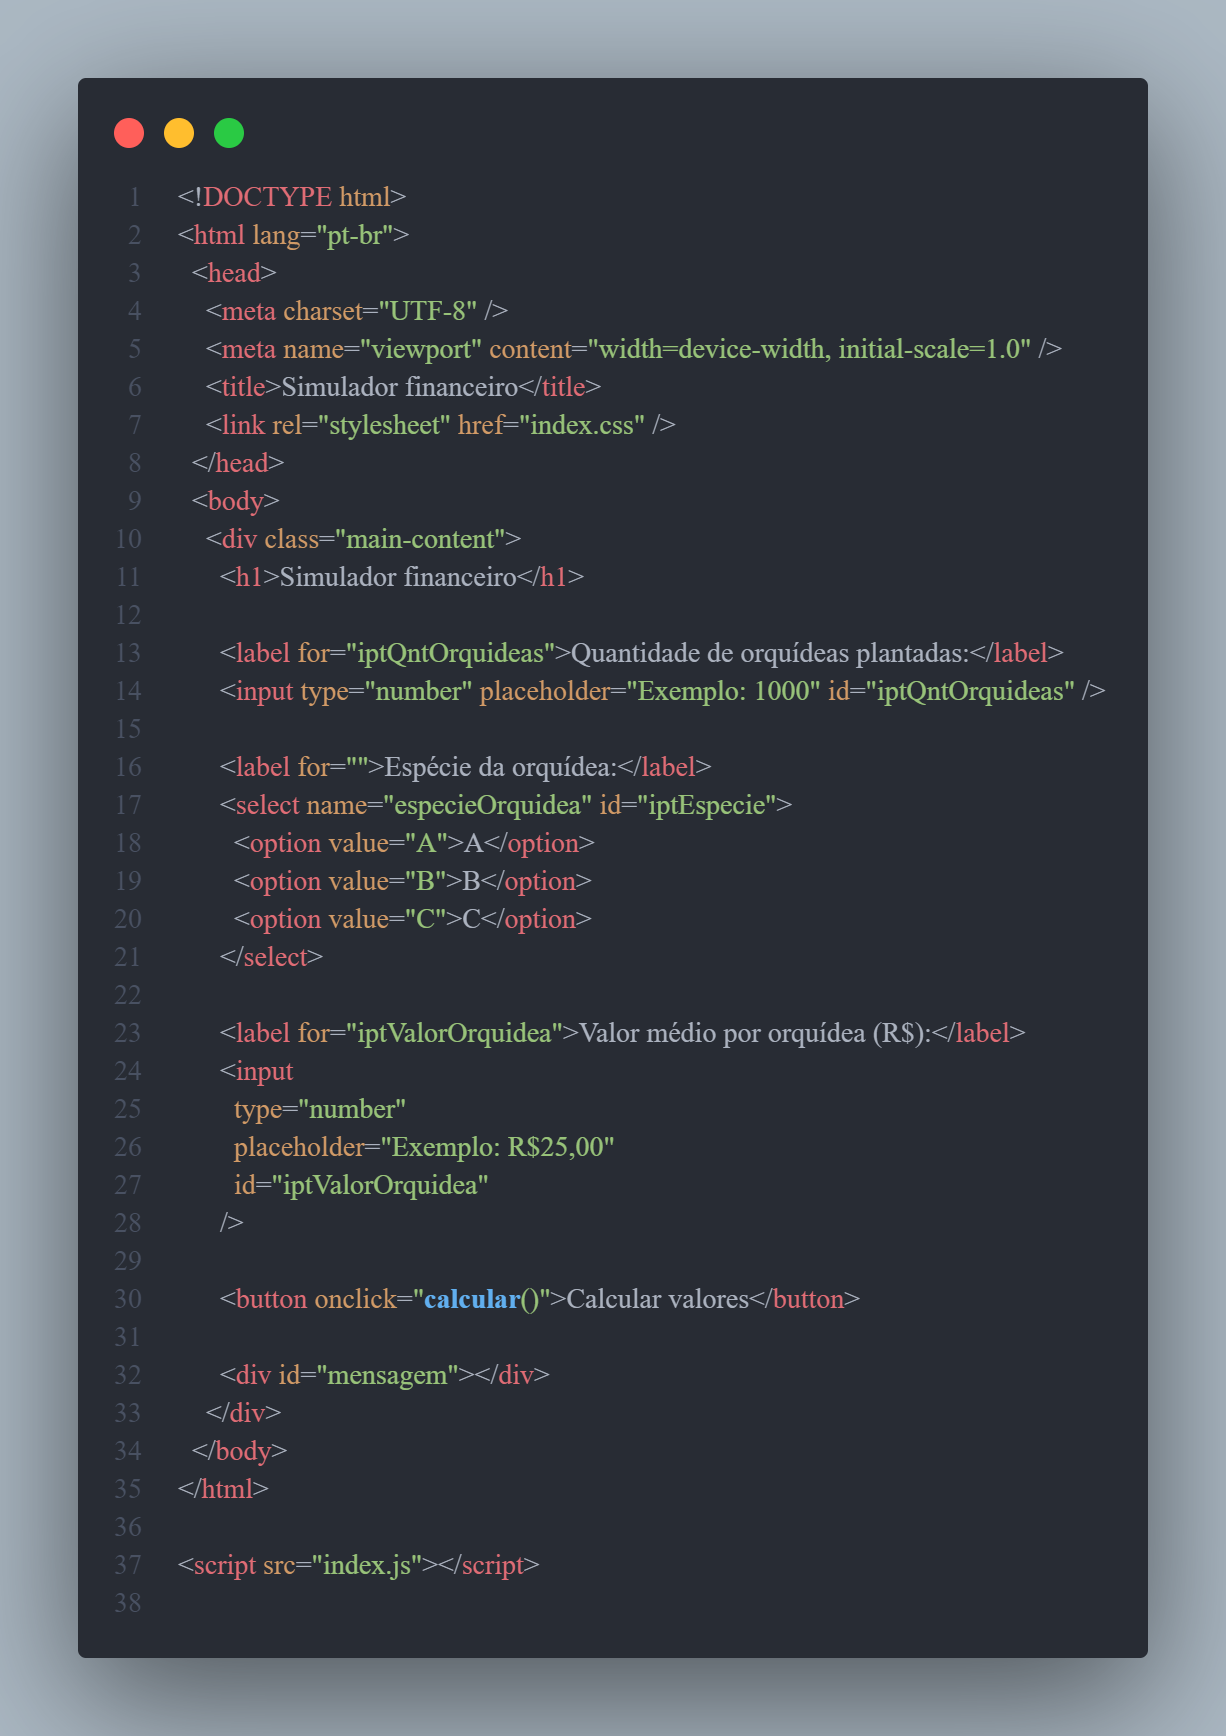 1 <!DOCTYPE html>
2 <html lang="pt-br">
3 <head>
4 <meta charset="UTF-8" />
5 <meta name="viewport" content="width=device-width, initial-scale=1.0" />
6 <title>Simulador financeiro</title>
7 <link rel="stylesheet" href="index.css" />
8 </head>
9 <body>
10 <div class="main-content">
11 <h1>Simulador financeiro</h1>
12
13 <label for="iptQntOrquideas">Quantidade de orquídeas plantadas:</label>
14 <input type="number" placeholder="Exemplo: 1000" id="iptQntOrquideas" />
15
16 <label for="">Espécie da orquídea:</label>
17 <select name="especieOrquidea" id="iptEspecie">
18 <option value="A">A</option>
19 <option value="B">B</option>
20 <option value="C">C</option>
21 </select>
22
23 <label for="iptValorOrquidea">Valor médio por orquídea (R$):</label>
24 <input
25 type="number"
26 placeholder="Exemplo: R$25,00"
27 id="iptValorOrquidea"
28 />
29
30 <button onclick="calcular()">Calcular valores</button>
31
32 <div id="mensagem"></div>
33 </div>
34 </body>
35 </html>
36
37 <script src="index.js"></script>
38